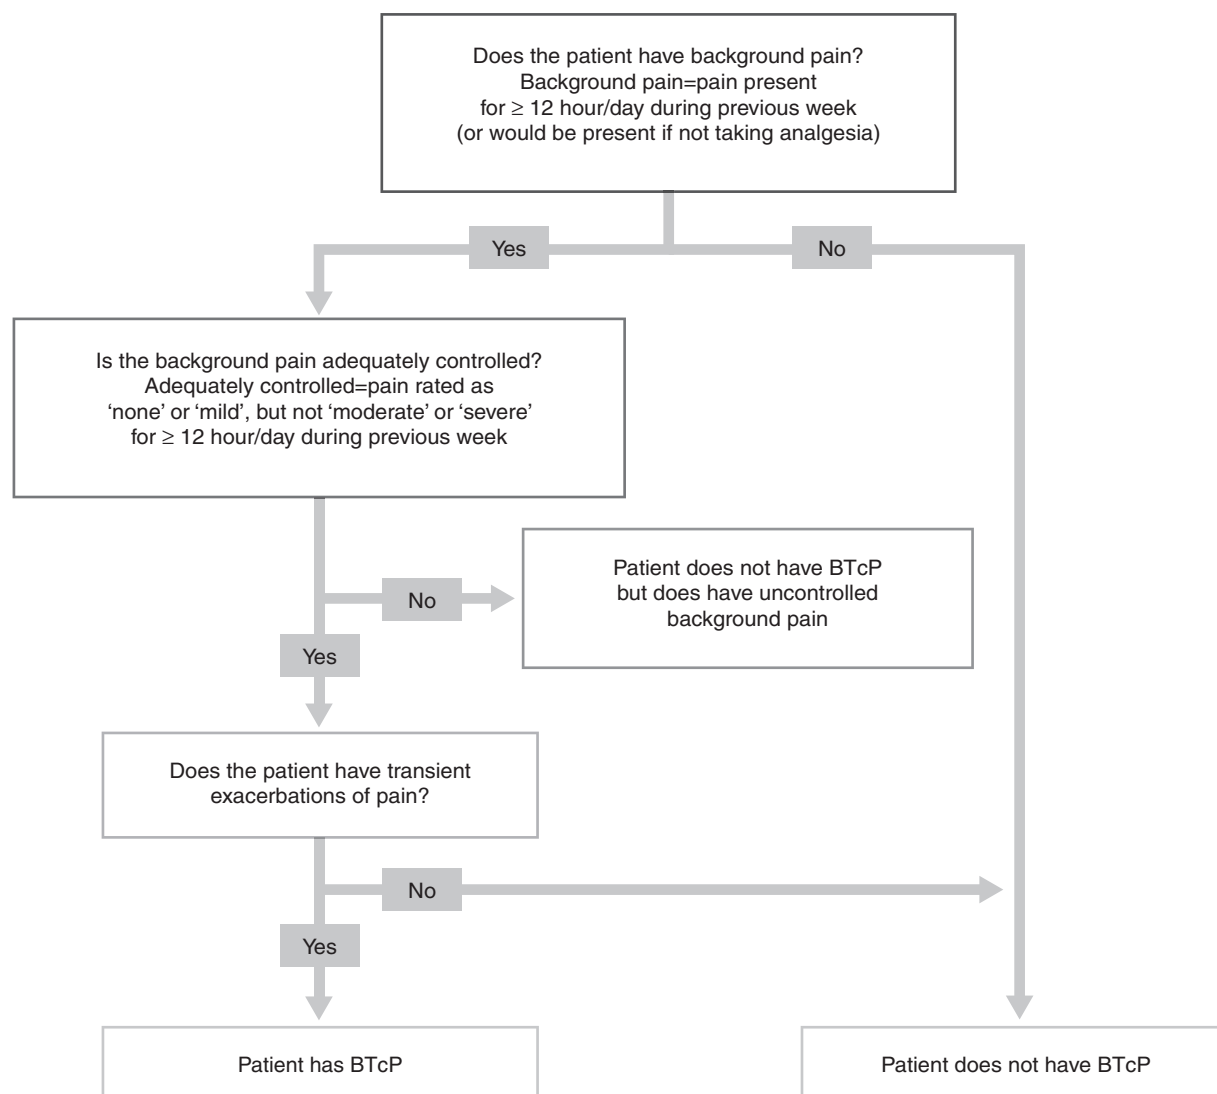 Does the patient have background pain?
Background pain=pain present
for ≥ 12 hour/day during previous week
(or would be present if not taking analgesia)
Yes
No
Is the background pain adequately controlled?
Adequately controlled=pain rated as
‘none’ or ‘mild’, but not ‘moderate’ or ‘severe’
for ≥ 12 hour/day during previous week
No
Patient does not have BTcP
but does have uncontrolled
background pain
Yes
Does the patient have transient
exacerbations of pain?
No
Yes
Patient has BTcP
Patient does not have BTcP